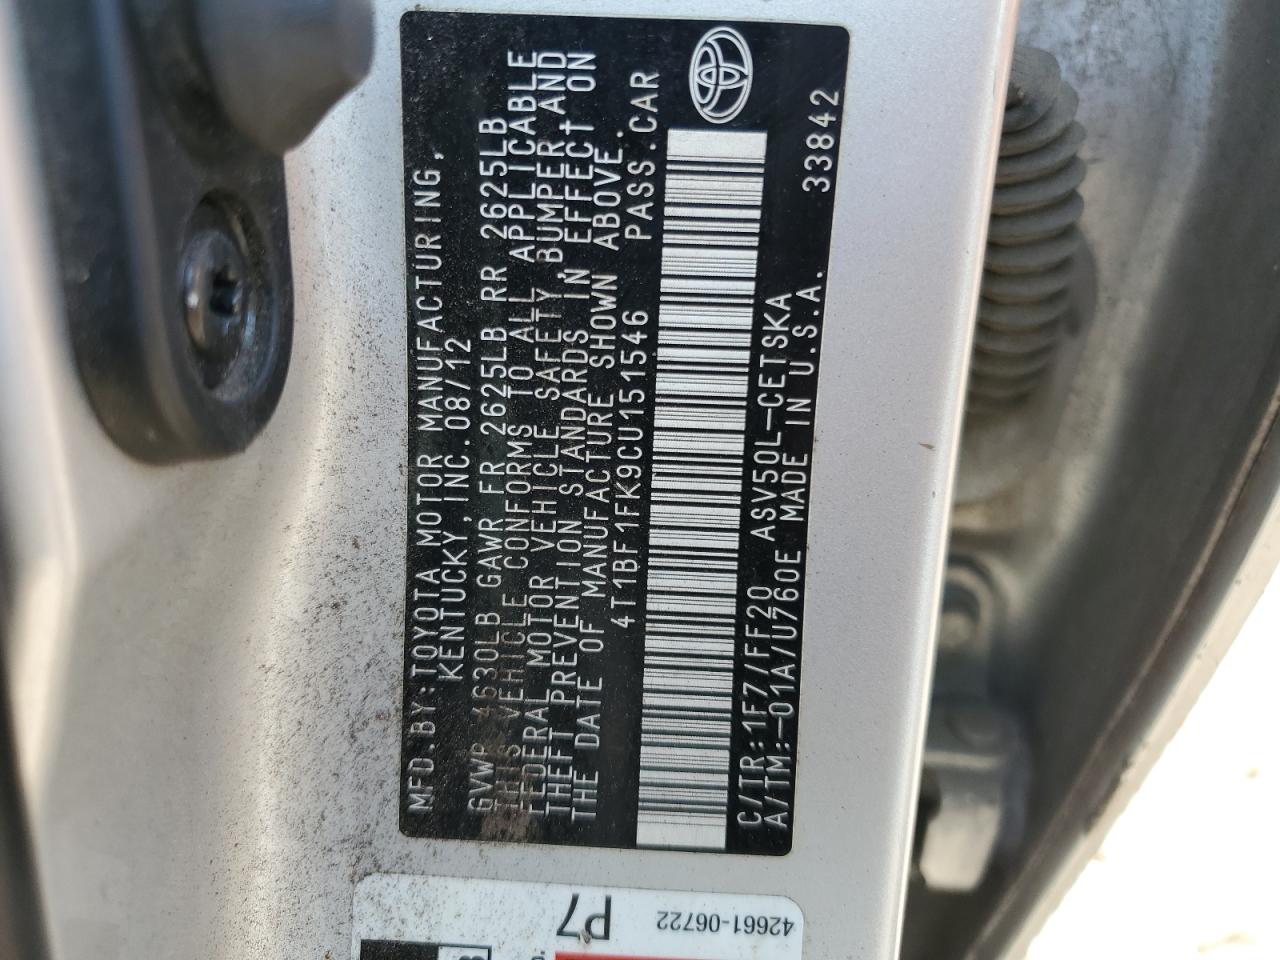 MFD.BY:TOYOTA MOTOR MANUFACTURING,
KENTUCKY,INC.08/12
GVWR 4630LB GAWR FR 2625LB RR 2625LB
THIS VEHICLE CONFORMS TO ALL APPLICABLE
FEDERAL MOTOR VEHICLE SAFETY,BUMPER,AND
THEFT PREVENTION STANDARDS IN EFFECT ON
THE DATE OF MANUFACTURE SHOWN ABOVE.
4T1BF1FK9CU151546 PASS.CAR
C/TR:1F7/FF20 ASV50L-CETSKA 33842
A/TM:-01A/U760E MADE IN U.S.A.
42661-06722
P7